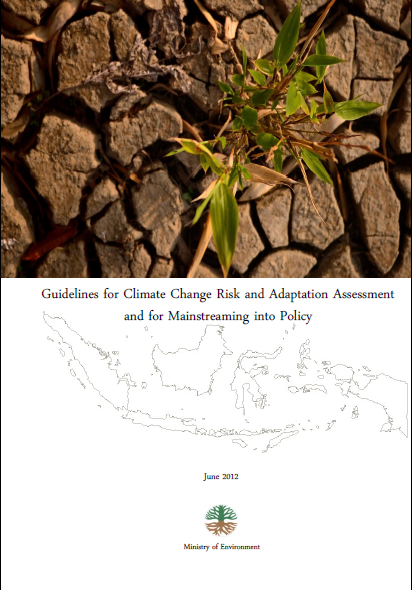 Guidelines for Climate Change Risk and Adaptation Assessment
and for Mainstreaming into Policy
June 2012
Ministry of Environment